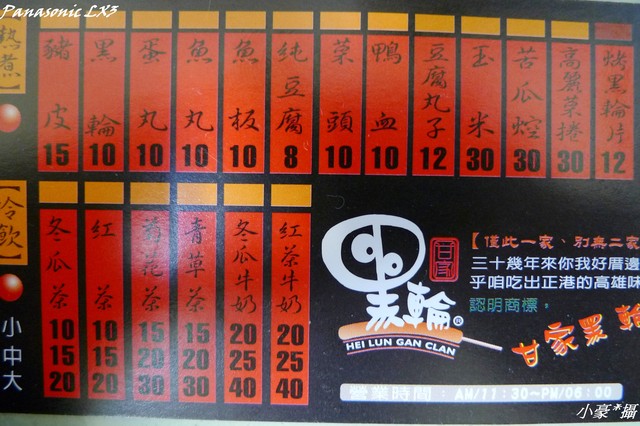 Panasonic LX3
熱煮
豬皮 15
黑輪 10
蛋丸 10
魚丸 10
魚板 10
純豆腐 8
菜頭 10
鴨血 10
豆腐丸子 12
玉米 30
苦瓜焢 30
高麗菜捲 30
烤黑輪片 12
冷飲
小
中
大
冬瓜茶 10 15 20
紅茶 10 15 20
菊花茶 15 20 30
青草茶 15 20 30
冬瓜牛奶 20 25 40
紅茶牛奶 20 25 40
黑輪®
甘家
HEI LUN GAN CLAN
【僅此一家、別無二家
三十幾年來你我好厝邊
乎咱吃出正港的高雄味
認明商標。
甘家黑輪
營業時間：AM/11:30~PM/06:00
小豪*攝